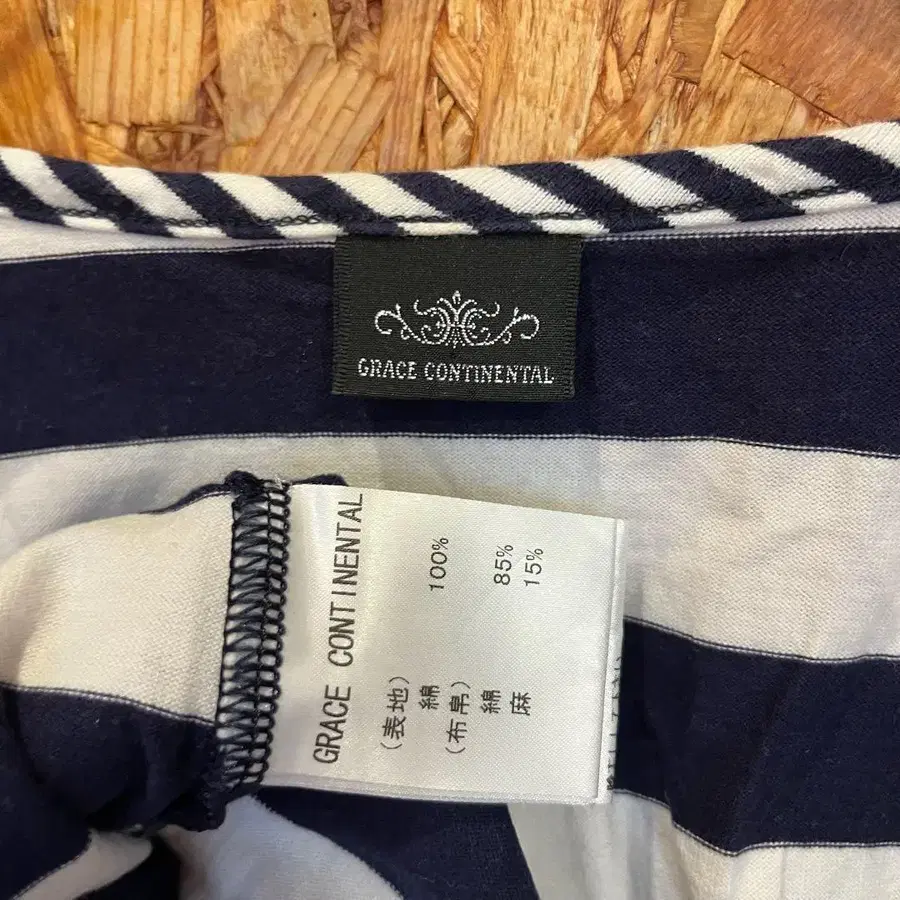 GRACE CONTINENTAL
GRACE CONTINENTAL
(表地)
綿 100%
(布帛)
綿 85%
麻 15%